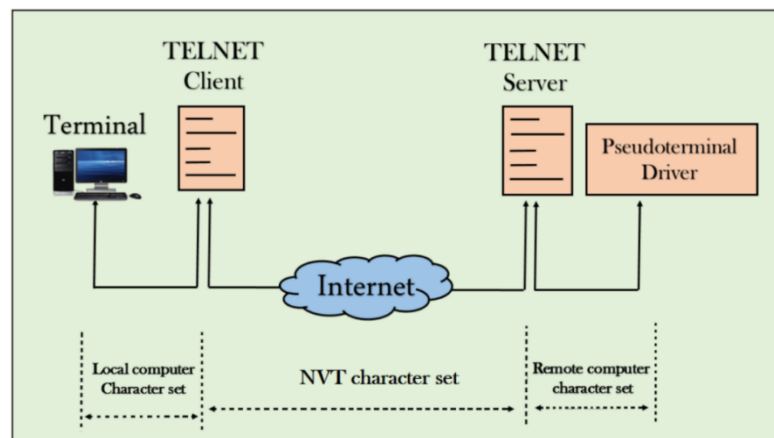 TELNET
Client
TELNET
Server
Terminal
Pseudoterminal
Driver
Internet
Local computer
Character set
NVT character set
Remote computer
character set